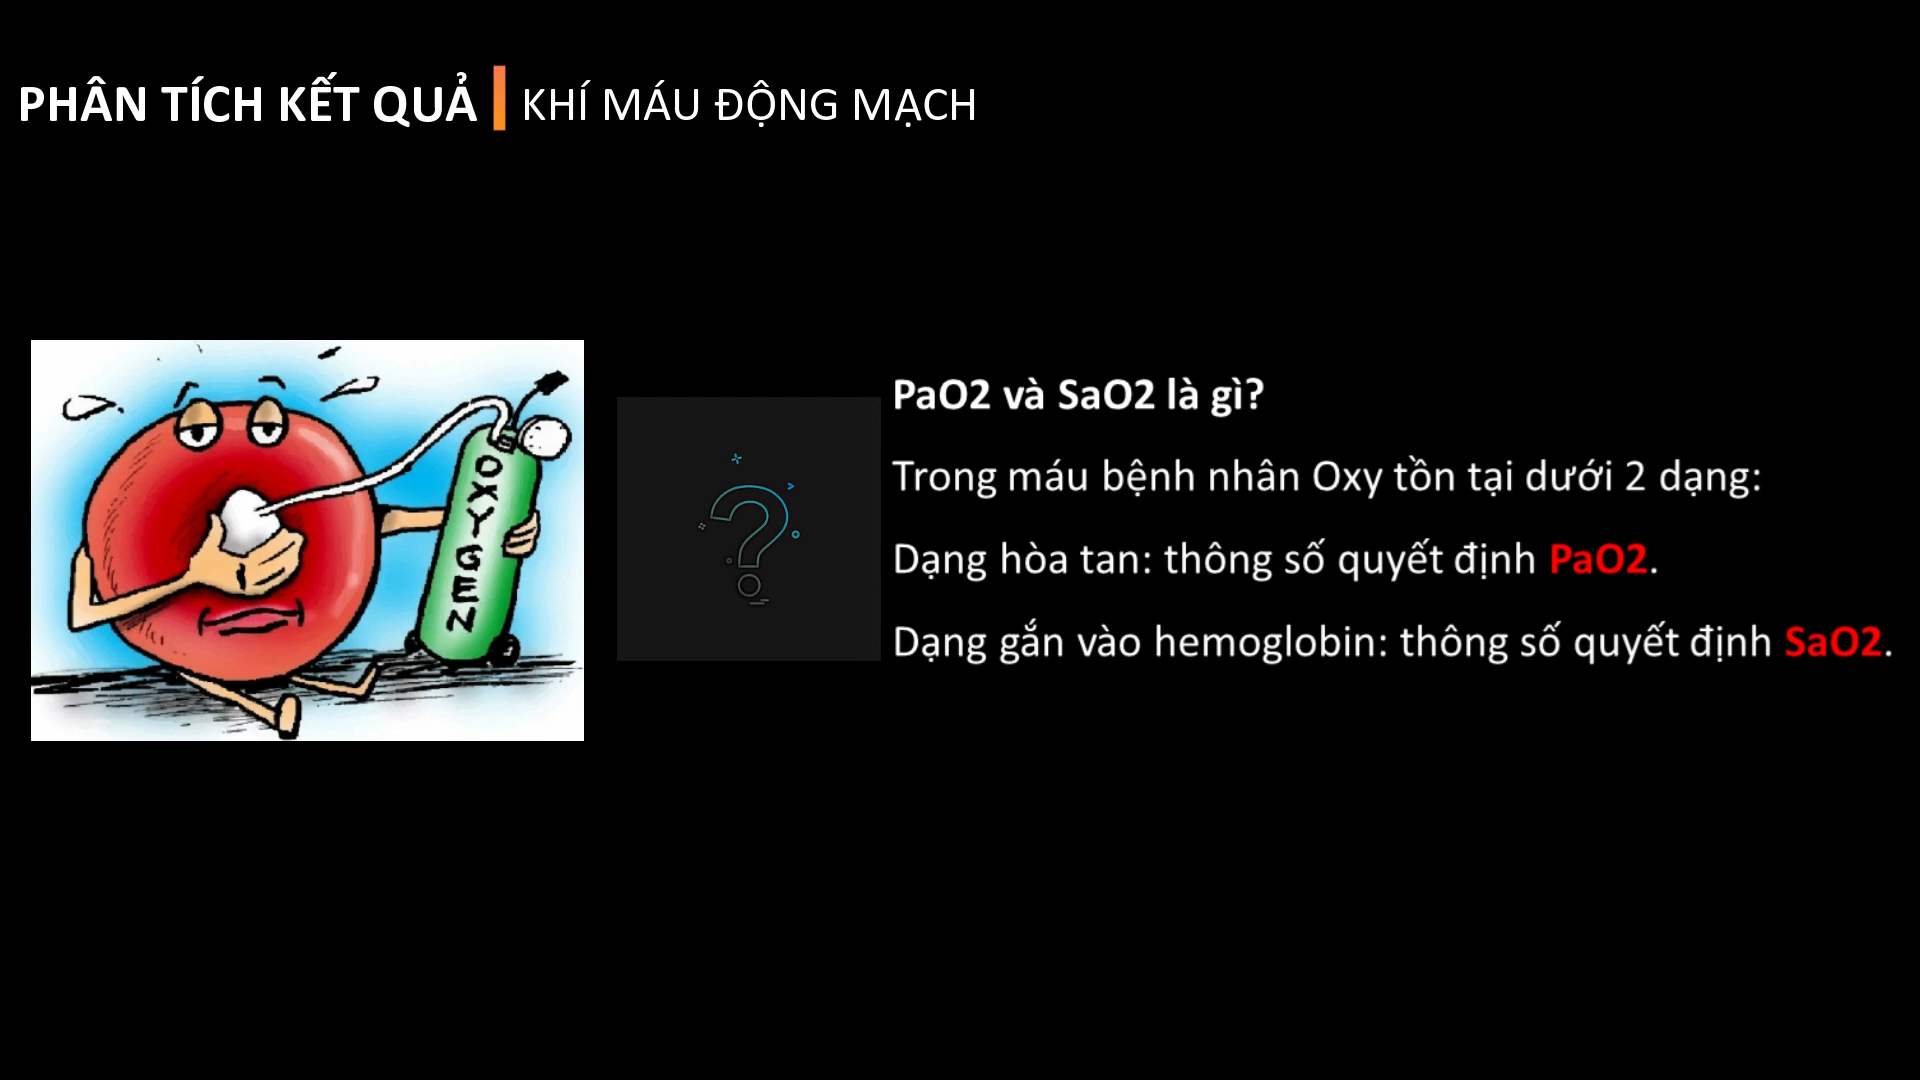 PHÂN TÍCH KẾT QUẢ KHÍ MÁU ĐỘNG MẠCH
OXYGEN
PaO2 và SaO2 là gì?
Trong máu bệnh nhân Oxy tồn tại dưới 2 dạng:
Dạng hòa tan: thông số quyết định PaO2.
Dạng gắn vào hemoglobin: thông số quyết định SaO2.